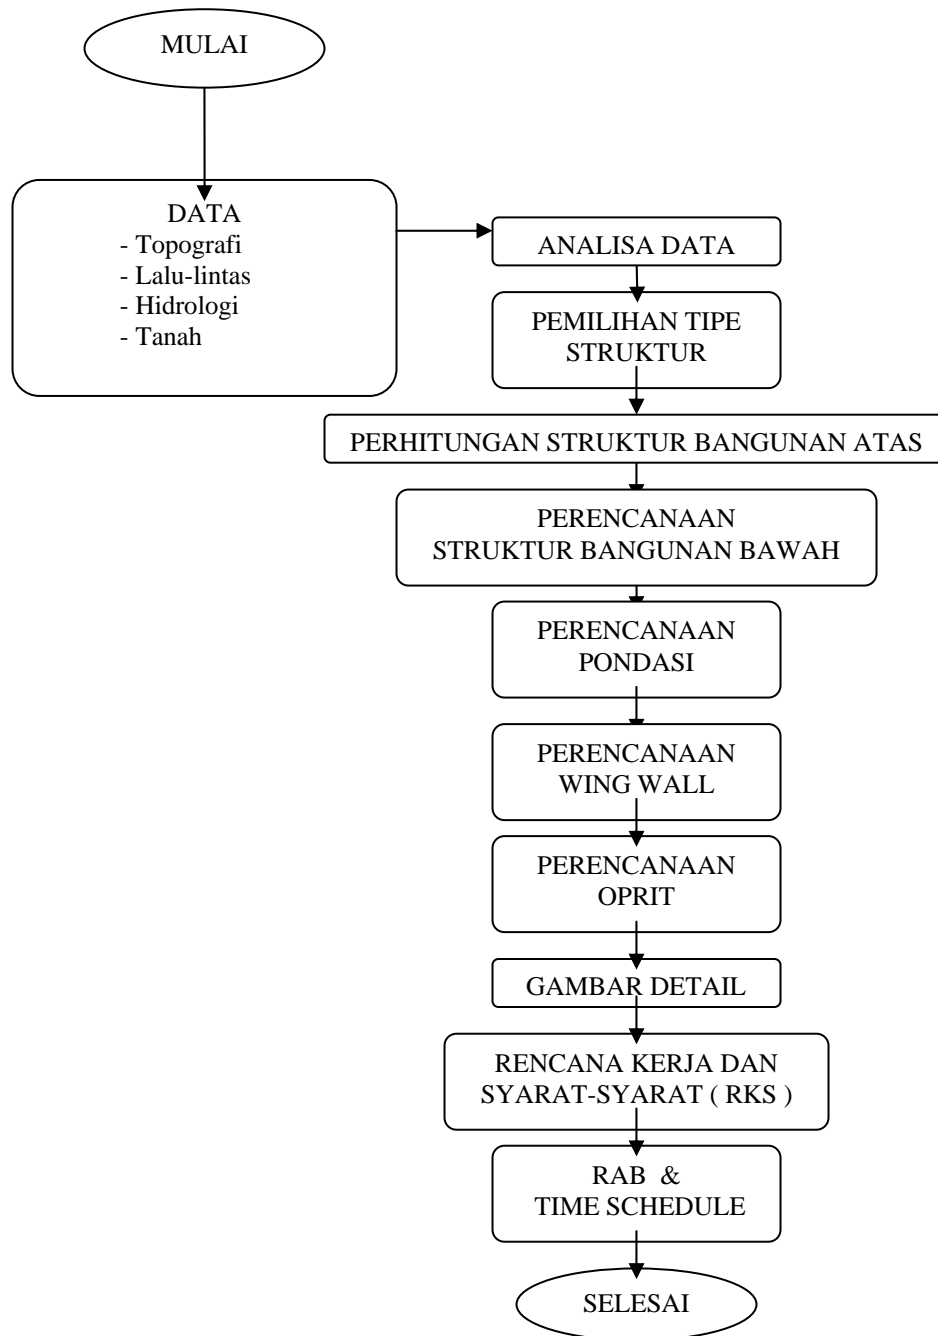 MULAI
DATA
- Topografi
- Lalu-lintas
- Hidrologi
- Tanah
ANALISA DATA
PEMILIHAN TIPE
STRUKTUR
PERHITUNGAN STRUKTUR BANGUNAN ATAS
PERENCANAAN
STRUKTUR BANGUNAN BAWAH
PERENCANAAN
PONDASI
PERENCANAAN
WING WALL
PERENCANAAN
OPRIT
GAMBAR DETAIL
RENCANA KERJA DAN
SYARAT-SYARAT ( RKS )
RAB &
TIME SCHEDULE
SELESAI